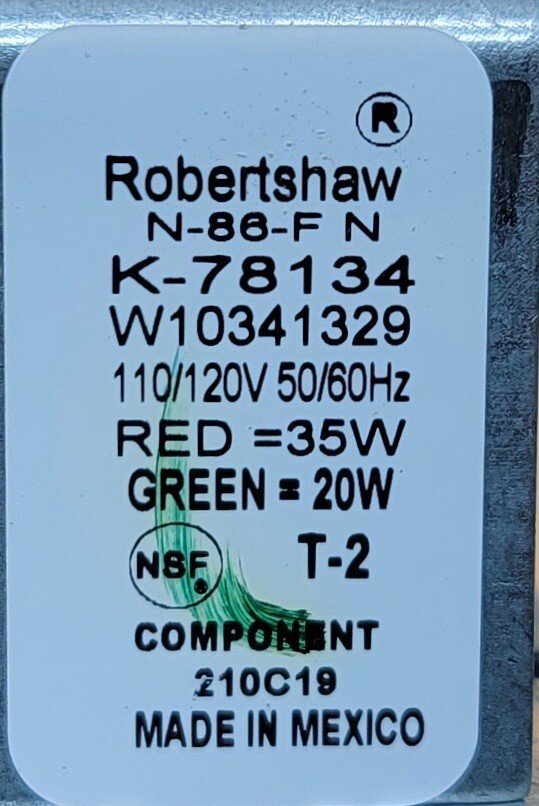 R
Robertshaw
N-86-F N
K-78134
W10341329
110/120V 50/60Hz
RED =35W
GREEN = 20W
NSF® T-2
COMPONENT
210C19
MADE IN MEXICO